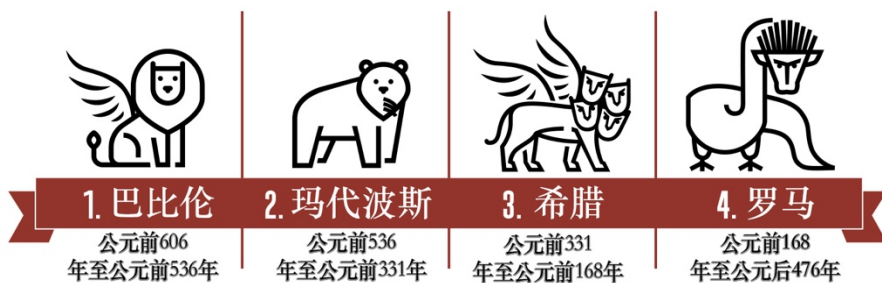 1. 巴比伦
公元前606
年至公元前536年
2. 玛代波斯
公元前536
年至公元前331年
3. 希腊
公元前331
年至公元前168年
4. 罗马
公元前168
年至公元后476年